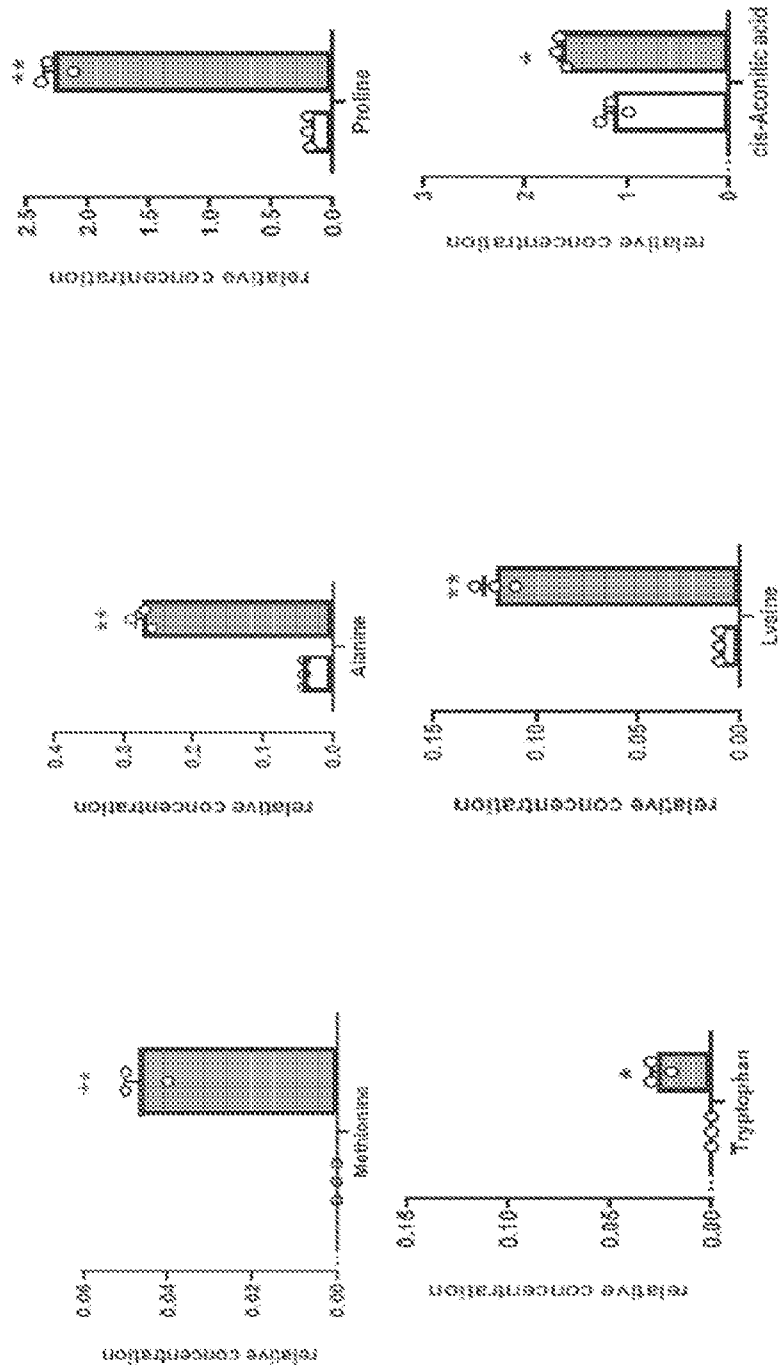 relative concentration
0.06
0.04
0.02
0.00
**
Methionine
relative concentration
0.4
0.3
0.2
0.1
0.0
**
Alanine
relative concentration
2.5
2.0
1.5
1.0
0.5
0.0
**
Proline
relative concentration
0.15
0.10
0.05
0.00
*
Tryptophan
relative concentration
0.15
0.10
0.05
0.00
**
Lysine
relative concentration
3
2
1
0
*
cis-Aconitic acid